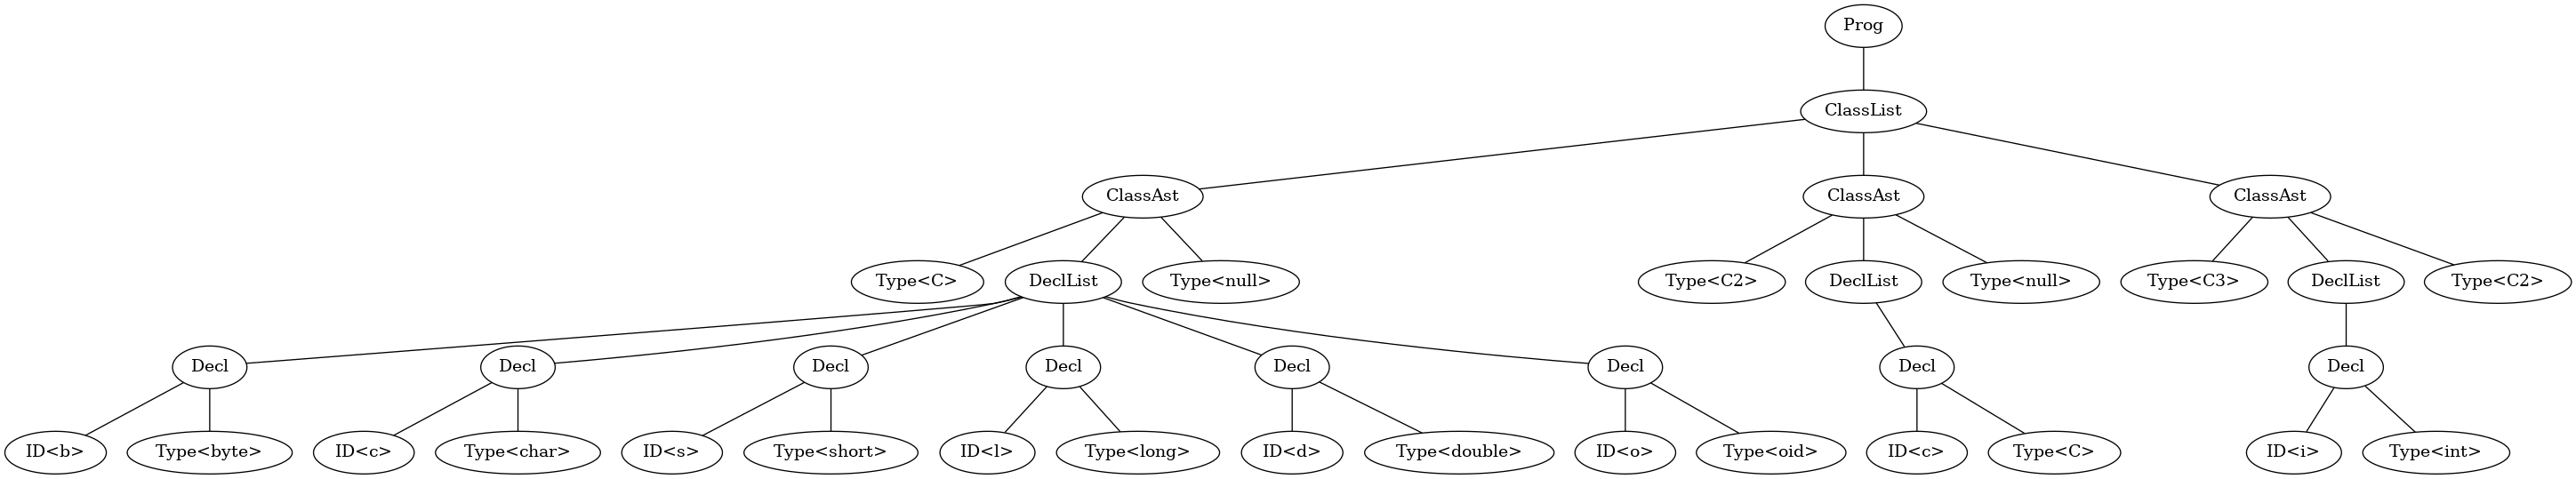 Prog
ClassList
ClassAst ClassAst ClassAst
Type<C> DeclList Type<null> Type<C2> DeclList Type<null> Type<C3> DeclList Type<C2>
Decl Decl Decl Decl Decl Decl Decl Decl
ID<b> Type<byte> ID<c> Type<char> ID<s> Type<short> ID<l> Type<long> ID<d> Type<double> ID<o> Type<oid> ID<c> Type<C> ID<i> Type<int>